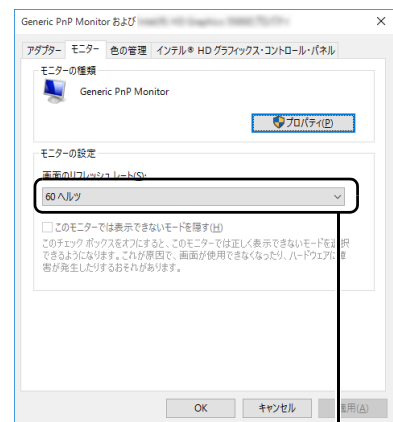 Generic PnP Monitor および
アダプター モニター 色の管理 インテル® HD グラフィックス・コントロール・パネル
モニターの種類
Generic PnP Monitor
プロパティ(P)
モニターの設定
画面のリフレッシュ レート(S):
60 ヘルツ
このモニターでは表示できないモードを隠す(H)
このチェック ボックスをオフにすると、このモニターでは正しく表示できないモードを選択
できるようになります。これが原因で、画面が使用できなくなったり、ハードウェアに障
害が発生したりするおそれがあります。
OK キャンセル 適用(A)